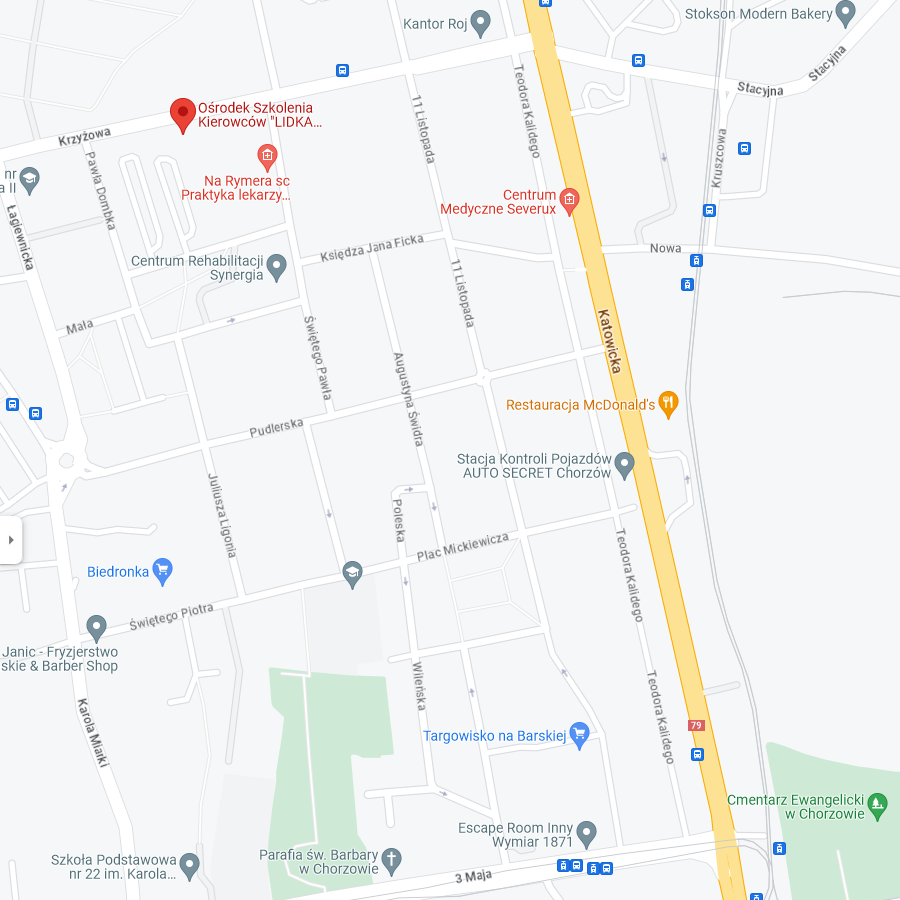 Kantor Roj
Stokson Modern Bakery
Stacyjna
Stacyjna
Ośrodek Szkolenia
Kierowców "LIDKA...
Krzyżowa
Teodora Kalidego
11 Listopada
Pawła Dombka
Kruszcowa
nr
a II
Na Rymera sc
Praktyka lekarzy...
Centrum
Medyczne Severux
Łagiewnicka
Księdza Jana Ficka
Nowa
Centrum Rehabilitacji
Synergia
11 Listopada
Mała
Świętego Pawła
Katowicka
Augustyna Świdra
Restauracja McDonald's
Pudlerska
Stacja Kontroli Pojazdów
AUTO SECRET Chorzów
Juliusza Ligonia
Poleska
Plac Mickiewicza
Teodora Kalidego
Biedronka
Świętego Piotra
Janic - Fryzjerstwo
skie & Barber Shop
Wileńska
Teodora Kalidego
Karola Miarki
79
Targowisko na Barskiej
Cmentarz Ewangelicki
w Chorzowie
Escape Room Inny
Wymiar 1871
Szkoła Podstawowa
nr 22 im. Karola...
Parafia św. Barbary
w Chorzowie
3 Maja